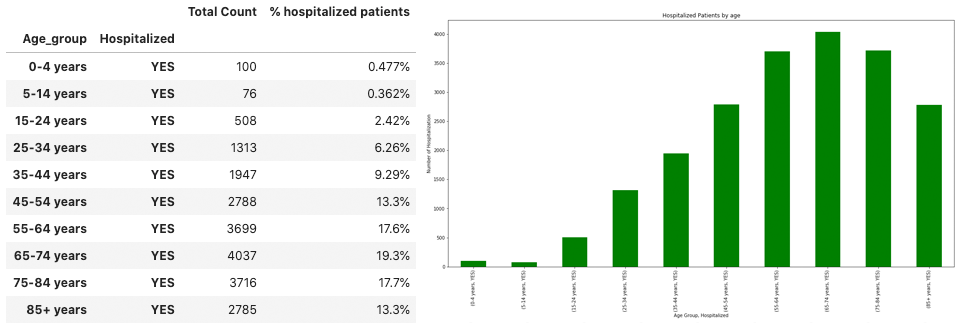 Total Count % hospitalized patients
Age_group Hospitalized
0-4 years YES 100 0.477%
5-14 years YES 76 0.362%
15-24 years YES 508 2.42%
25-34 years YES 1313 6.26%
35-44 years YES 1947 9.29%
45-54 years YES 2788 13.3%
55-64 years YES 3699 17.6%
65-74 years YES 4037 19.3%
75-84 years YES 3716 17.7%
85+ years YES 2785 13.3%
Hospitalized Patients by age
Number of Hospitalization
4000
3500
3000
2500
2000
1500
1000
500
0
(0-4 years, YES)
(5-14 years, YES)
(15-24 years, YES)
(25-34 years, YES)
(35-44 years, YES)
(45-54 years, YES)
(55-64 years, YES)
(65-74 years, YES)
(75-84 years, YES)
(85+ years, YES)
Age Group, Hospitalized